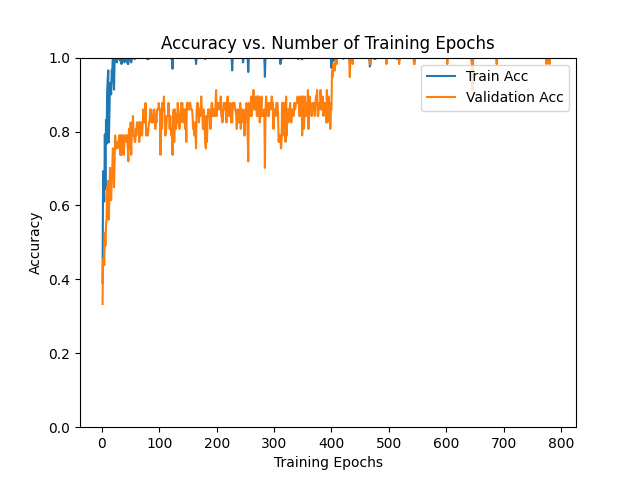 Accuracy vs. Number of Training Epochs
1.0
0.8
0.6
0.4
0.2
0.0
Accuracy
Train Acc
Validation Acc
0 100 200 300 400 500 600 700 800
Training Epochs